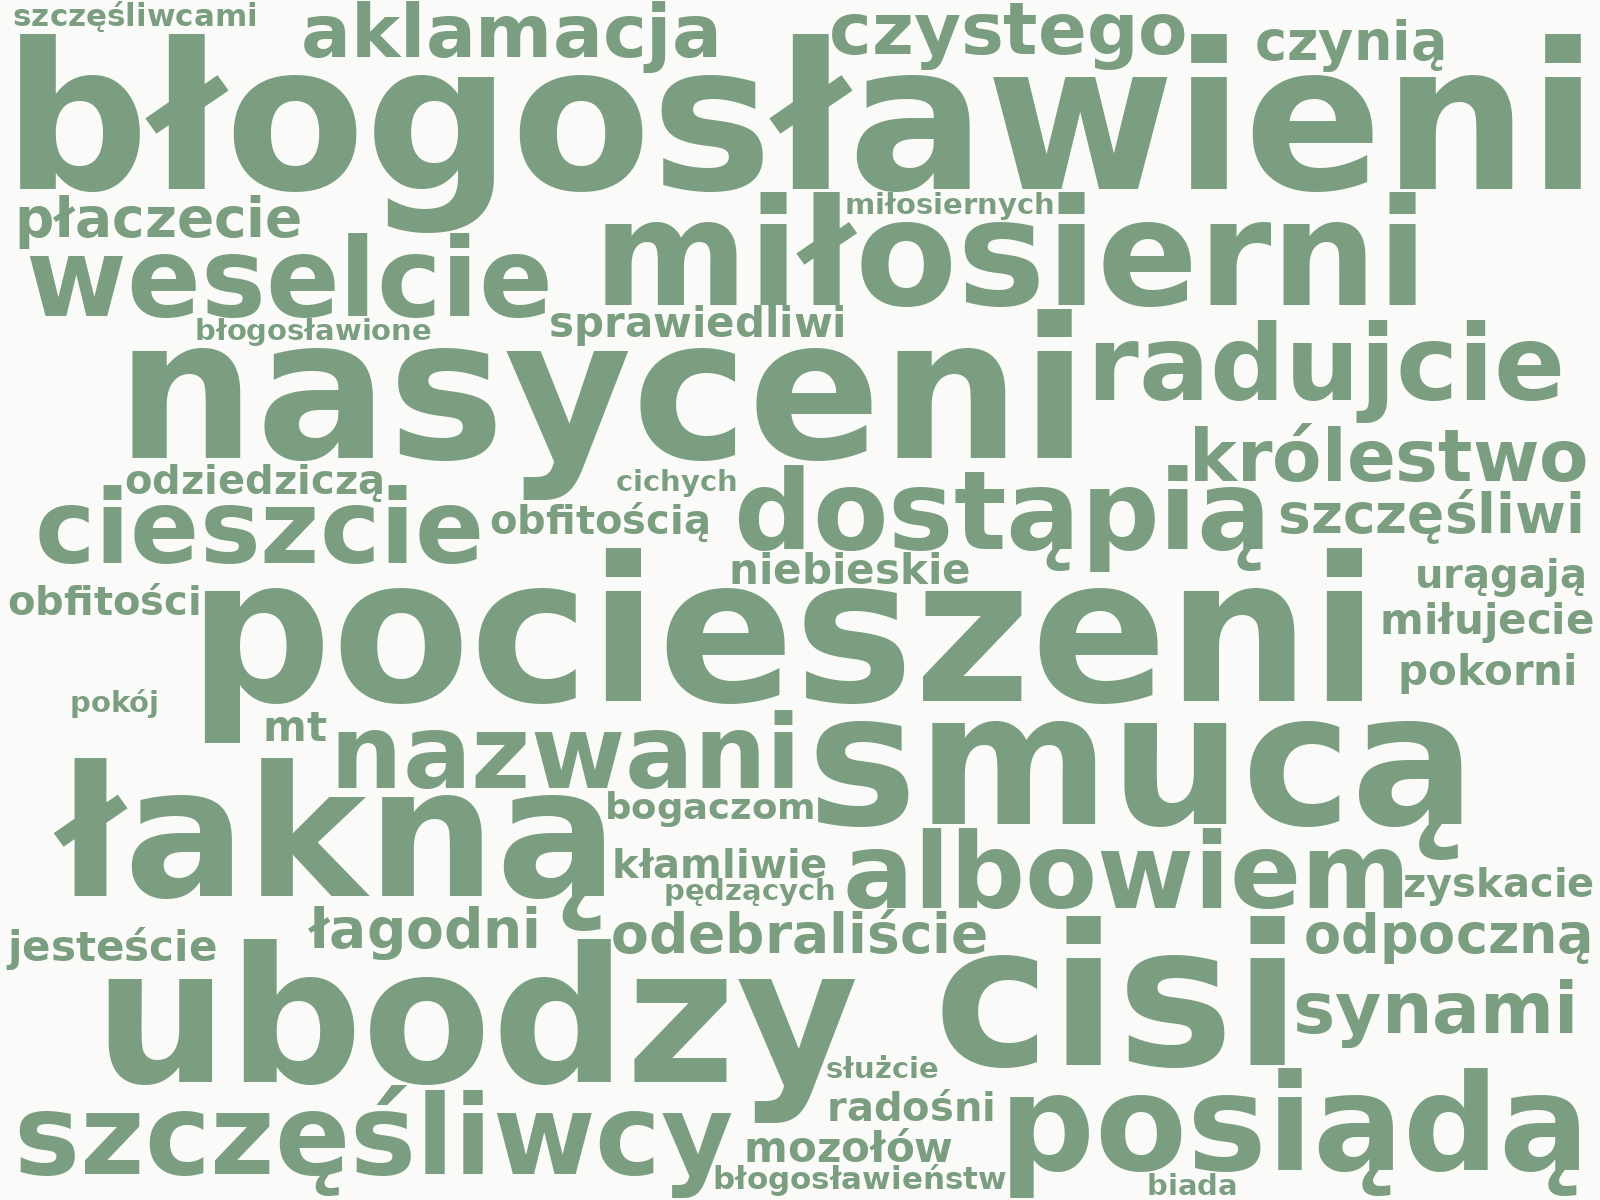 szczęśliwcami
aklamacja
czystego
czynią
błogosławieni
płaczecie
miłosiernych
miłosierni
weselcie
błogosławione
sprawiedliwi
nasyceni
radujcie
królestwo
odziedziczą
cichych
dostąpią
cieszcie
obfitością
szczęśliwi
niebieskie
urągają
obfitości
pocieszeni
miłujecie
pokorni
pokój
mt
nazwani
smucą
łakną
bogaczom
kłamliwie
albowiem
pędzących
zyskacie
łagodni
odebraliście
odpoczną
jesteście
ubodzy
cisi
synami
służcie
radośni
posiądą
szczęśliwcy
mozołów
błogosławieństw
biada